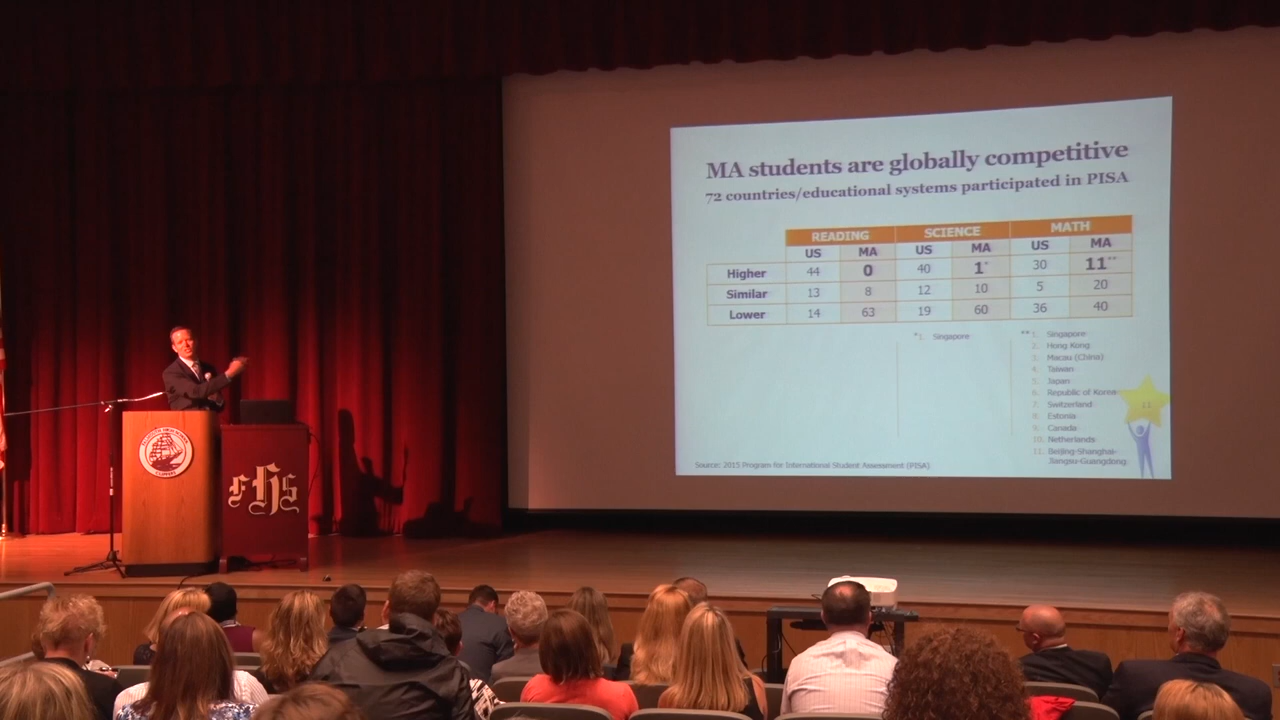 MA students are globally competitive
72 countries/educational systems participated in PISA
READING SCIENCE MATH
US MA US MA US MA
Higher 44 0 40 1* 30 11**
Similar 13 8 12 10 5 20
Lower 14 63 19 60 36 40
*1. Singapore
**1. Singapore
2. Hong Kong
3. Macau (China)
4. Taiwan
5. Japan
6. Republic of Korea
7. Switzerland
8. Estonia
9. Canada
10. Netherlands
11. Beijing-Shanghai-
Jiangsu-Guangdong
11
Source: 2015 Program for International Student Assessment (PISA)
FHS